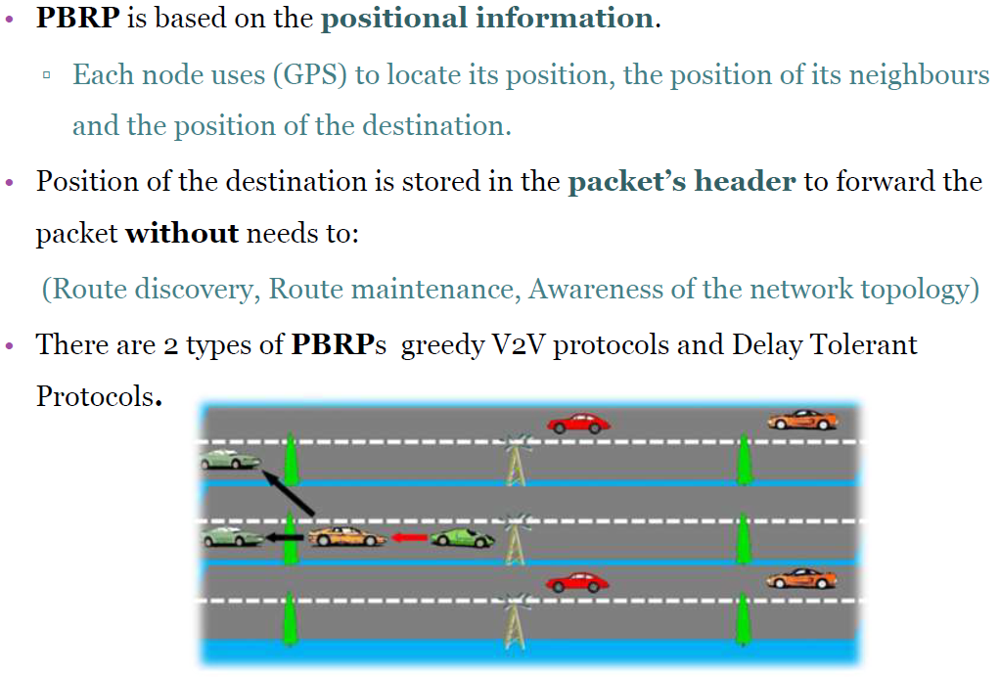 • PBRP is based on the positional information.
▫ Each node uses (GPS) to locate its position, the position of its neighbours
and the position of the destination.
• Position of the destination is stored in the packet’s header to forward the
packet without needs to:
(Route discovery, Route maintenance, Awareness of the network topology)
• There are 2 types of PBRPs greedy V2V protocols and Delay Tolerant
Protocols.